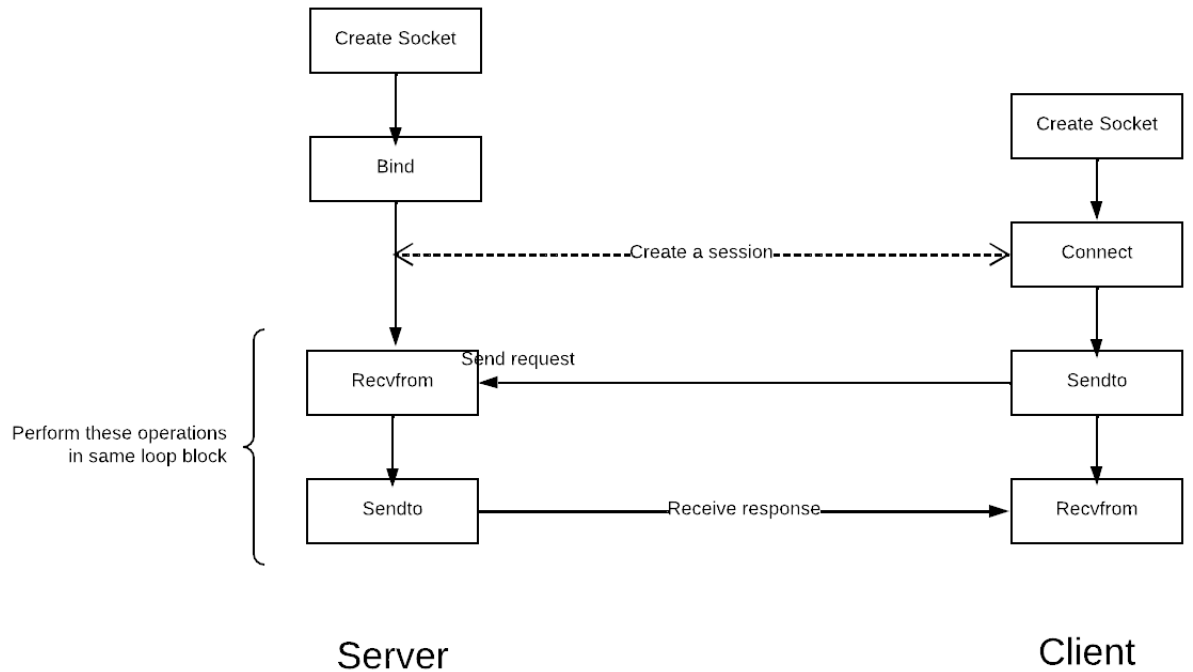 Create Socket
Create Socket
Bind
Create a session
Connect
Send request
Recvfrom
Sendto
Perform these operations
in same loop block
Sendto
Receive response
Recvfrom
Server
Client